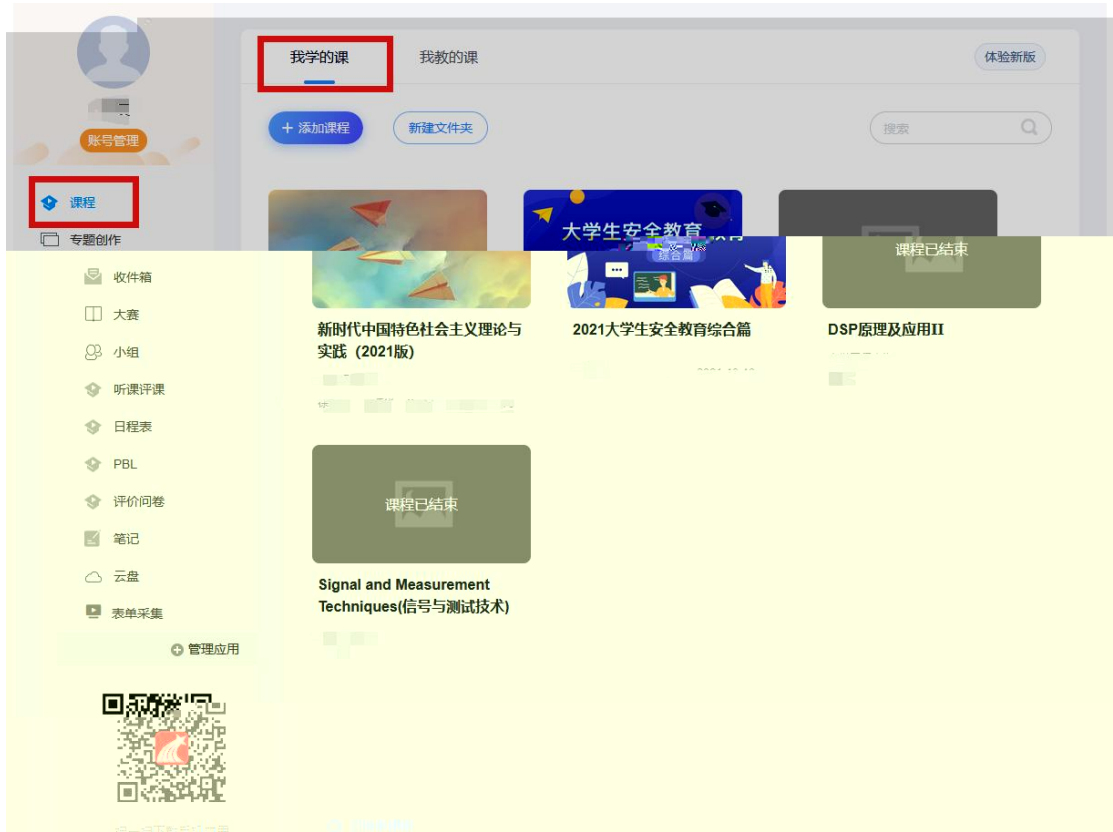 我学的课
我教的课
体验新版
+ 添加课程
新建文件夹
搜索
账号管理
课程
专题创作
收件箱
大赛
小组
听课评课
日程表
PBL
评价问卷
笔记
云盘
表单采集
管理应用
大学生安全教育
综合篇
课程已结束
新时代中国特色社会主义理论与
实践（2021版）
2021大学生安全教育综合篇
DSP原理及应用II
课程已结束
Signal and Measurement
Techniques(信号与测试技术)